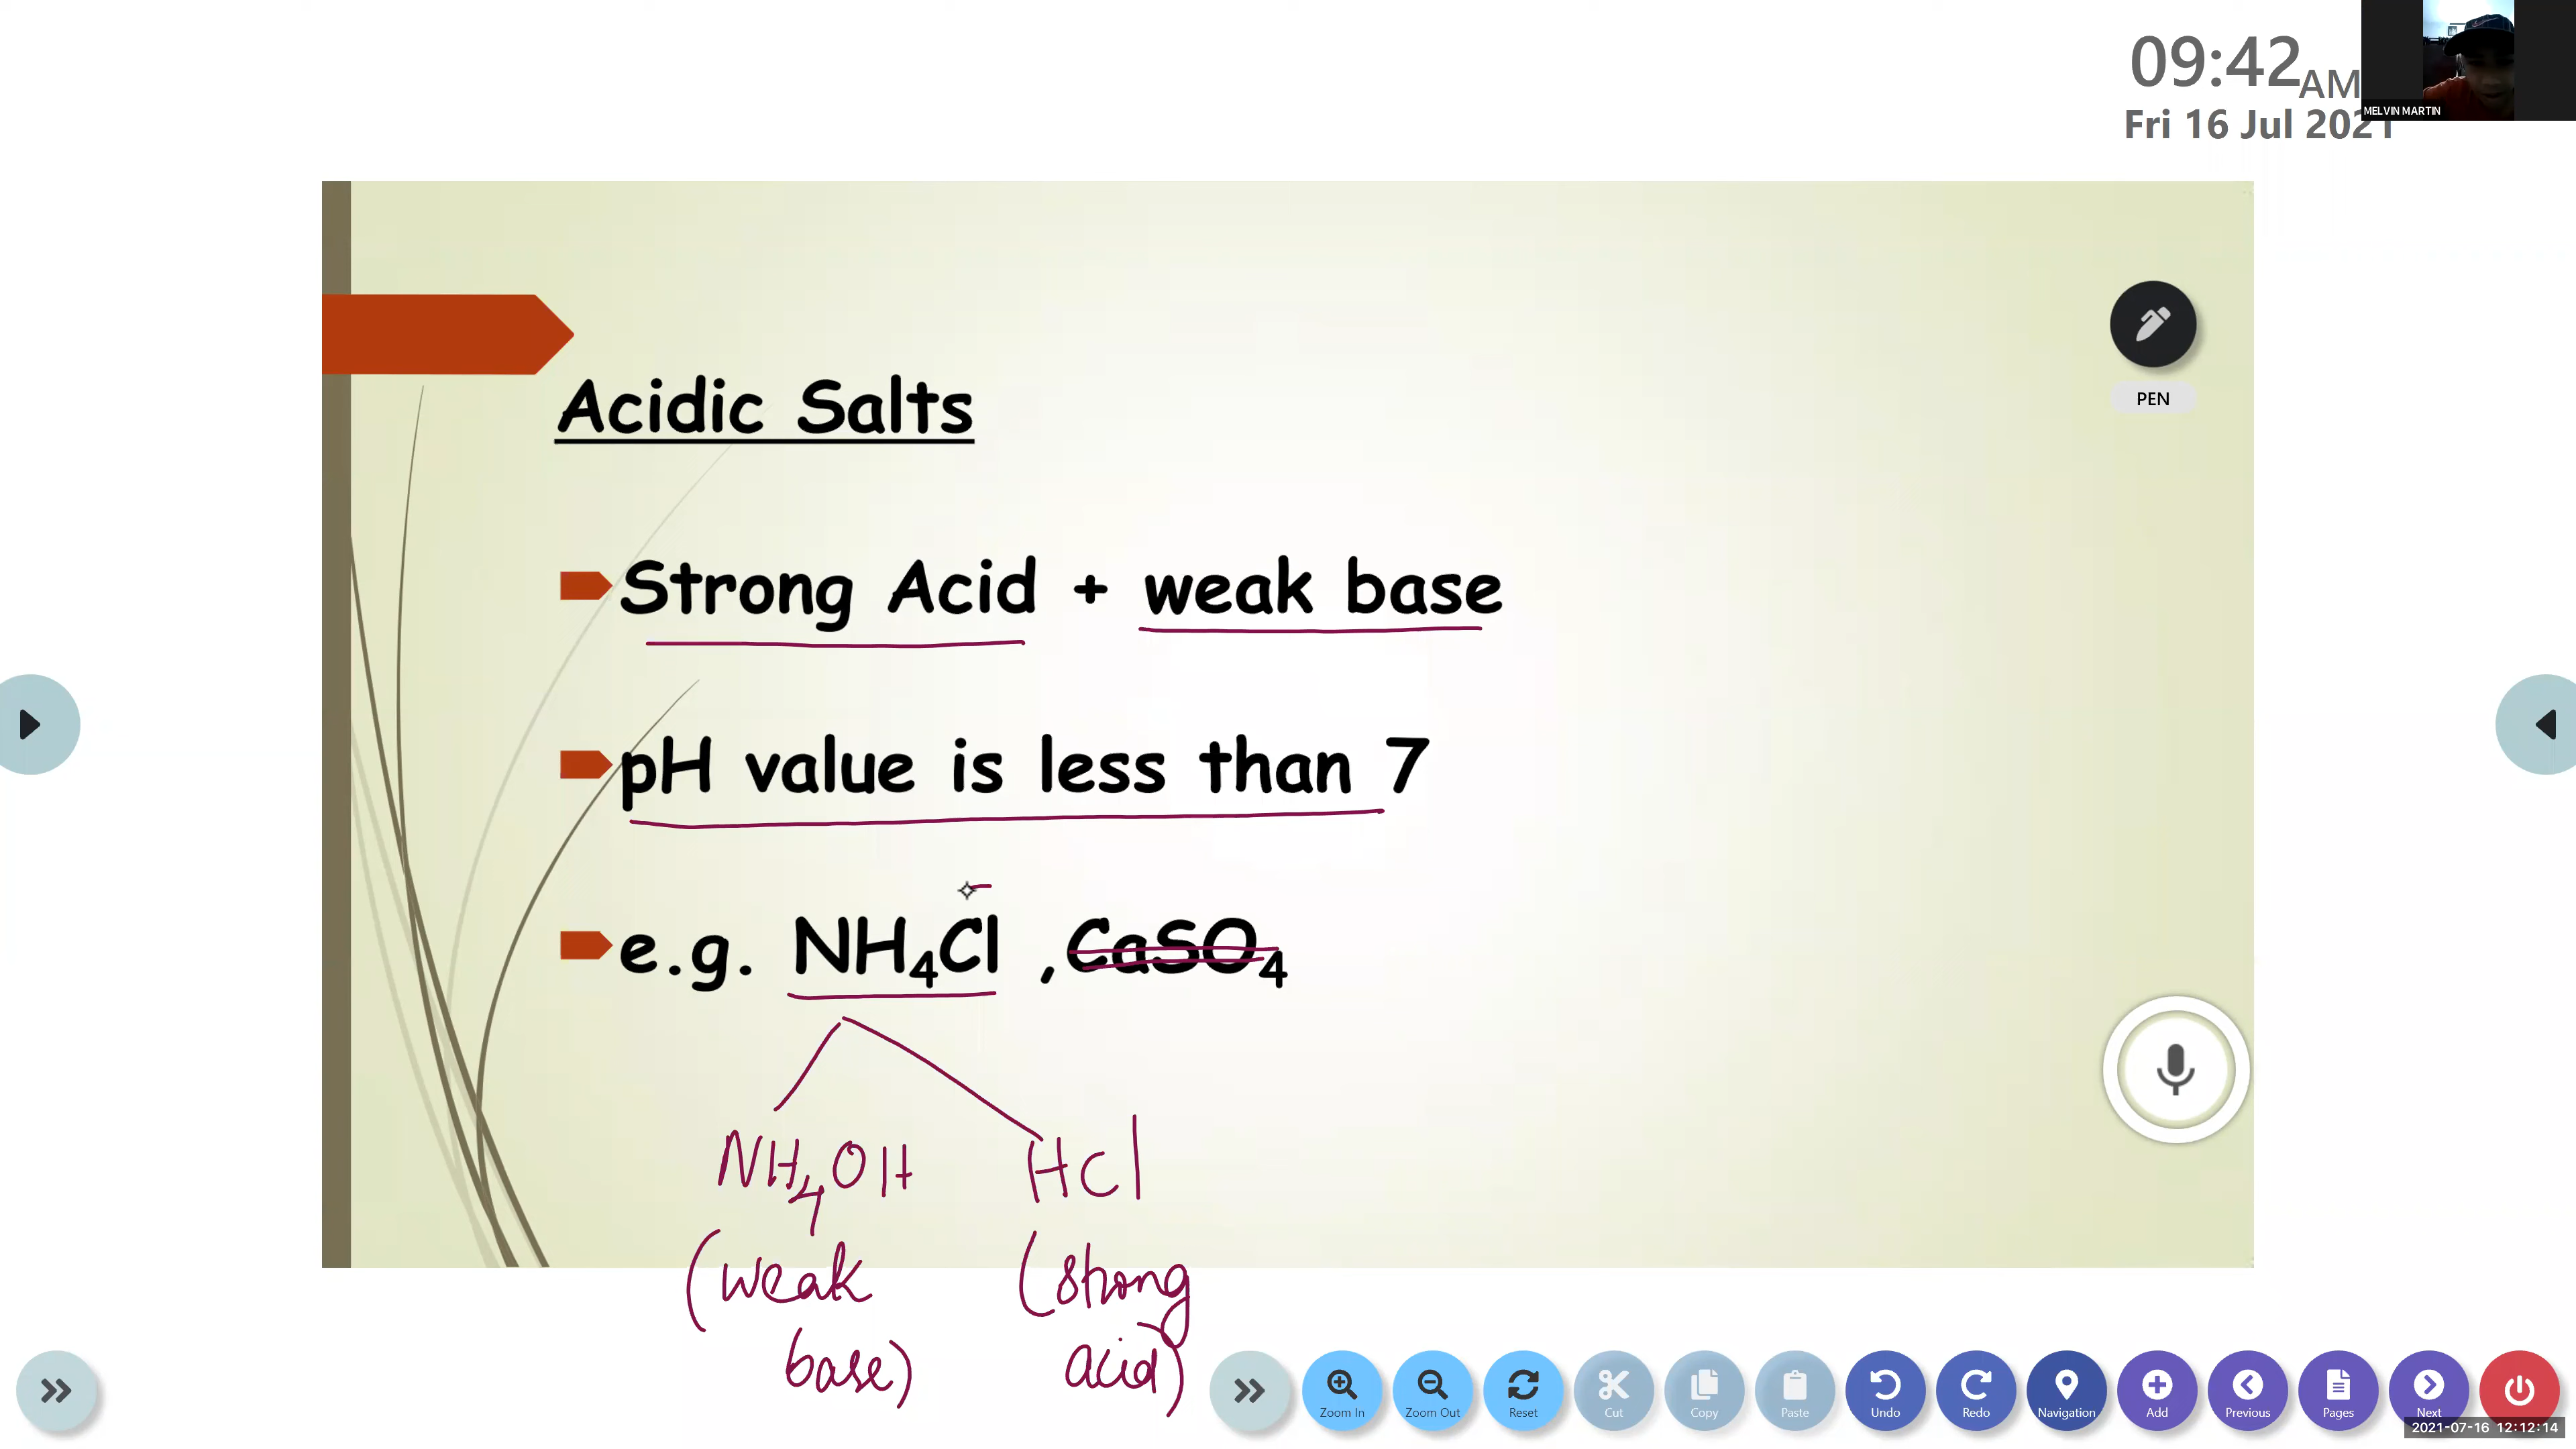 09:42AM
Fri 16 Jul 2021
MELVIN MARTIN
PEN
Acidic Salts
Strong Acid + weak base
pH value is less than 7
e.g. NH₄Cl ,CaSO₄
NH₄OH HCl
(weak (strong
base) acid)
Zoom In Zoom Out Reset Cut Copy Paste Undo Redo Navigation Add Previous Pages Next
2021-07-16 12:12:14